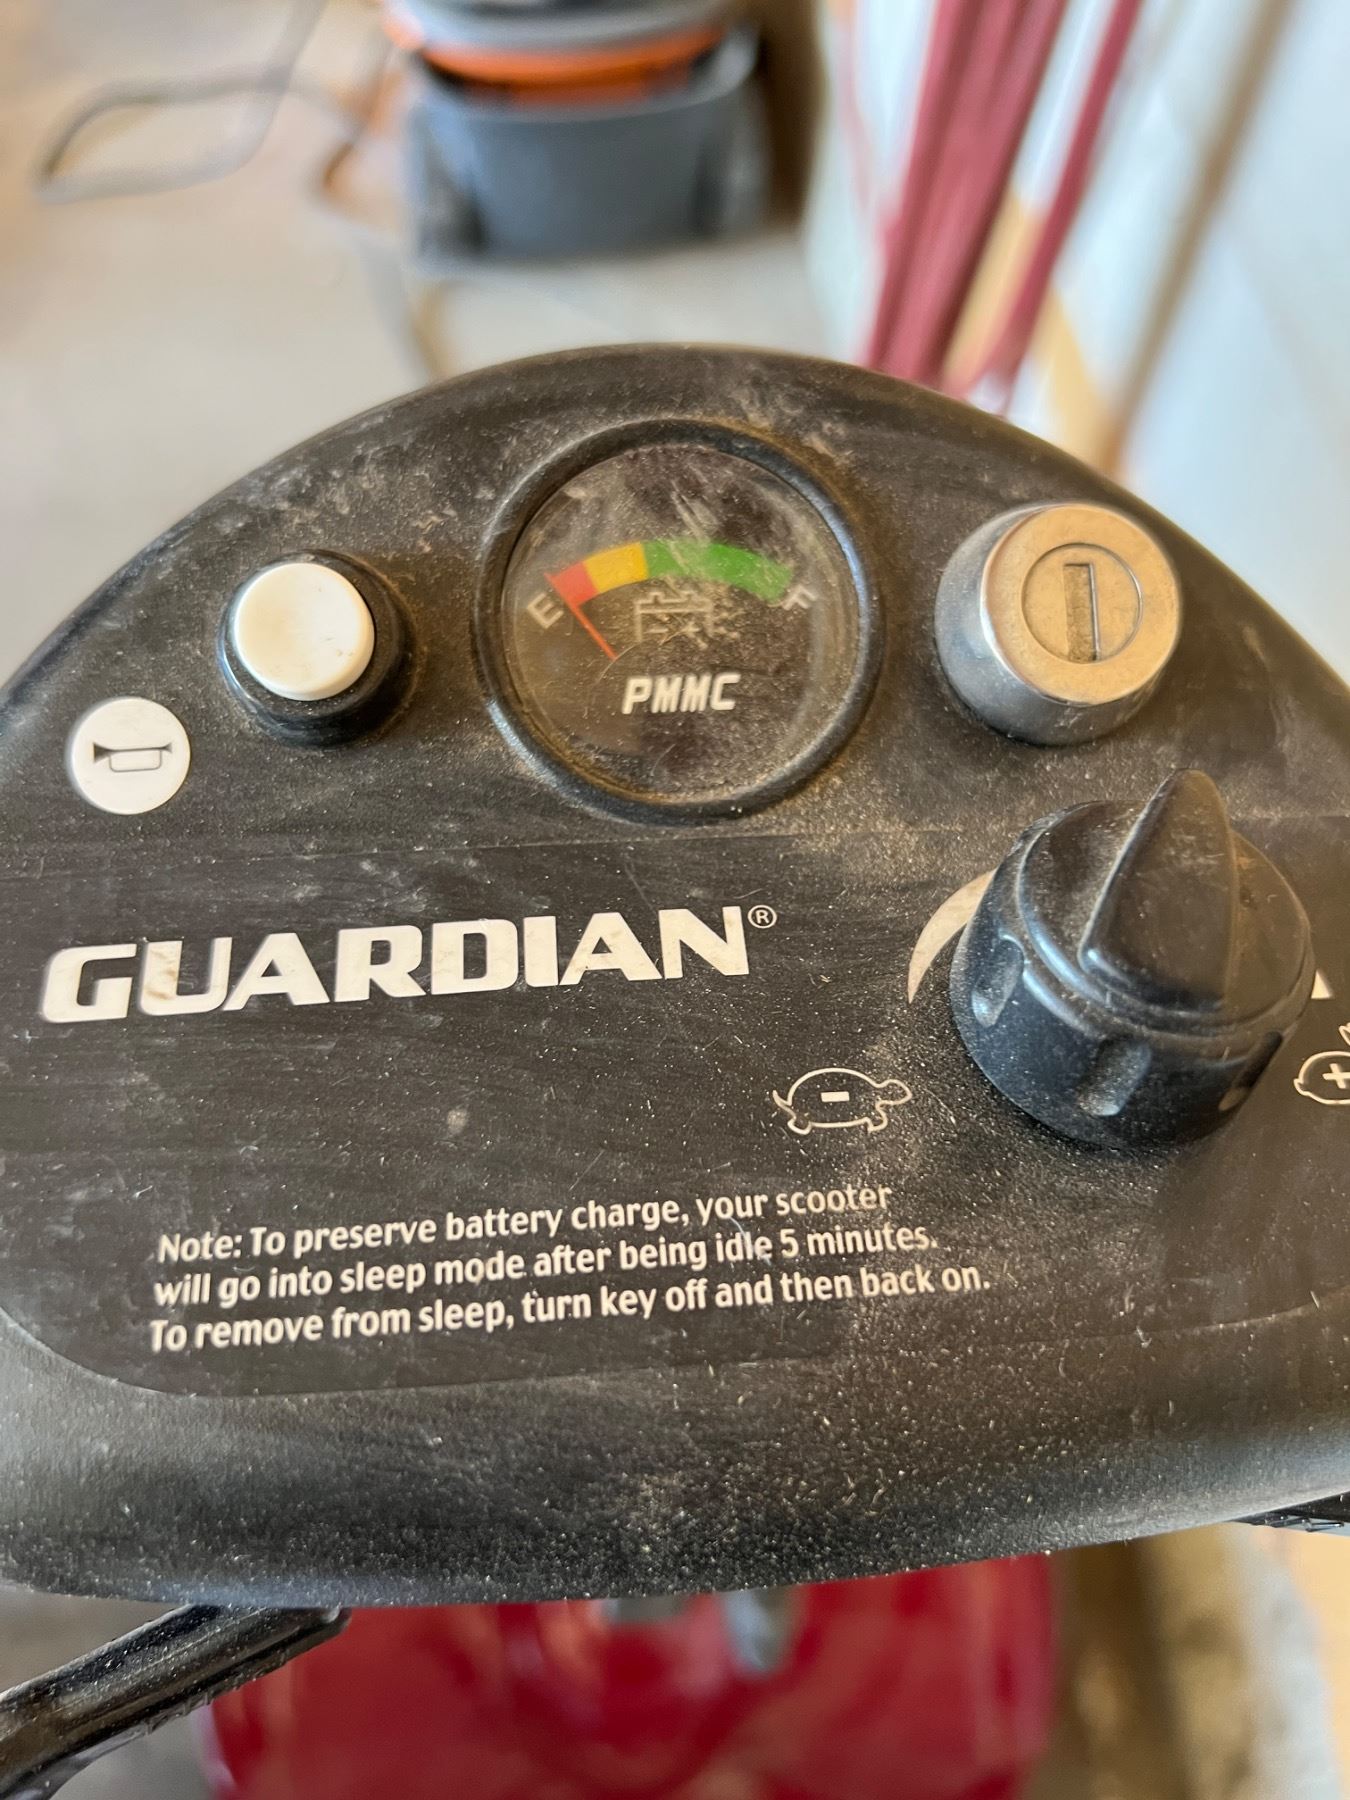 E F
PMMC
GUARDIAN®
-
+
Note: To preserve battery charge, your scooter
will go into sleep mode after being idle 5 minutes.
To remove from sleep, turn key off and then back on.